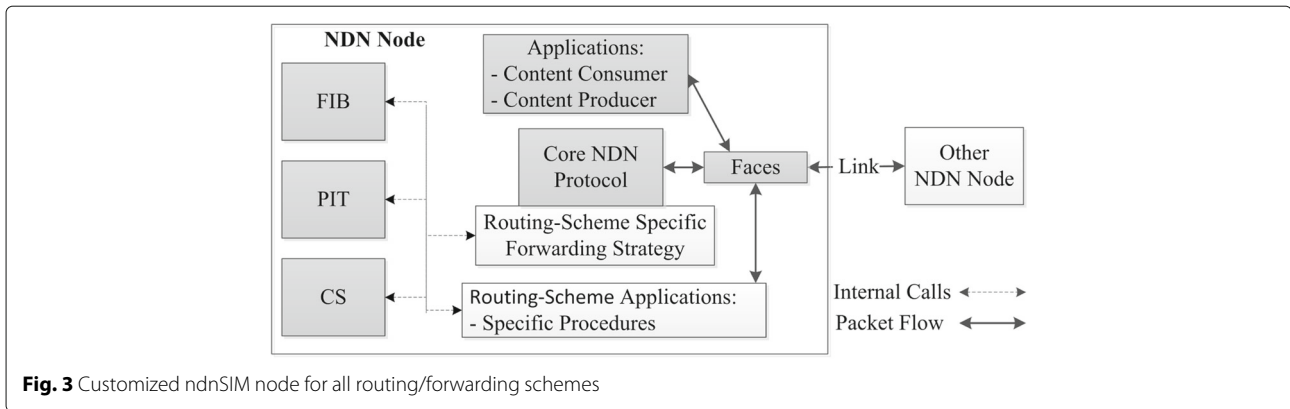 NDN Node
FIB
PIT
CS
Applications:
- Content Consumer
- Content Producer
Core NDN
Protocol
Faces
Link
Other
NDN Node
Routing-Scheme Specific
Forwarding Strategy
Routing-Scheme Applications:
- Specific Procedures
Internal Calls
Packet Flow
Fig. 3 Customized ndnSIM node for all routing/forwarding schemes